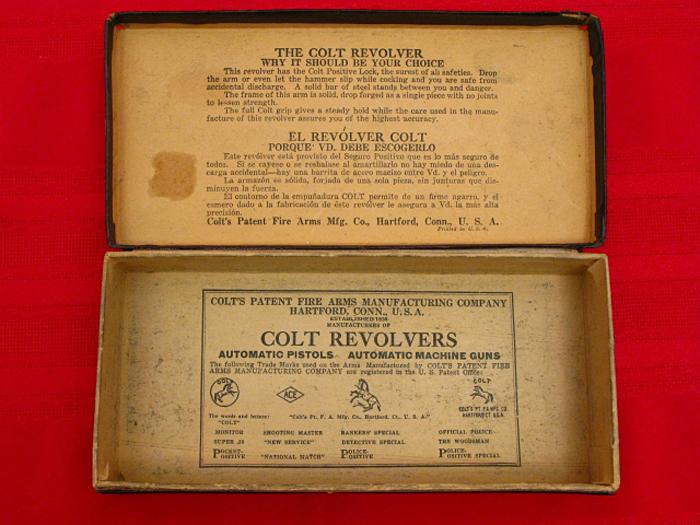 THE COLT REVOLVER
WHY IT SHOULD BE YOUR CHOICE
This revolver has the Colt Positive Lock, the surest of all safeties. Drop
the arm or even let the hammer slip while cocking and you are safe from
accidental discharge. A solid bar of steel stands between you and danger.
The frame of this arm is solid, drop forged as a single piece with no joints
to lessen strength.
The full Colt grip gives a steady hold while the care used in the manu-
facture of this revolver assures you of the highest accuracy.
EL REVÓLVER COLT
PORQUE VD. DEBE ESCOGERLO
Este revólver está provisto del Seguro Positivo que es lo más seguro de
todos. Si se cayese o se resbalase al amartillarlo no hay miedo de una des-
carga accidental—hay una barrita de acero macizo entre Vd. y el peligro.
La armazón es sólida, forjada de una sola pieza, sin junturas que dis-
minuyen la fuerza.
El contorno de la empuñadura COLT permite de un firme agarro, y el
esmero dado a la fabricación de éste revólver le asegura a Vd. la más alta
precisión.
Colt's Patent Fire Arms Mfg. Co., Hartford, Conn., U. S. A.
Printed in U. S. A.
COLT'S PATENT FIRE ARMS MANUFACTURING COMPANY
HARTFORD, CONN., U. S. A.
ESTABLISHED 1836
MANUFACTURERS OF
COLT REVOLVERS
AUTOMATIC PISTOLS AUTOMATIC MACHINE GUNS
The following Trade Marks used on the Arms Manufactured by COLT'S PATENT FIRE
ARMS MANUFACTURING COMPANY are registered in the U. S. Patent Office:
COLT ACE COLT
COLT'S PT. F. A. MFG. CO.
HARTFORD CT. U.S.A.
The words and letters: "Colt's Pt. F. A. Mfg. Co. Hartford, Ct., U. S. A."
"COLT"
MONITOR SHOOTING MASTER BANKERS' SPECIAL OFFICIAL POLICE
SUPER .38 "NEW SERVICE" DETECTIVE SPECIAL THE WOODSMAN
POCKET-POSITIVE "NATIONAL MATCH" POLICE-POSITIVE POLICE-POSITIVE SPECIAL